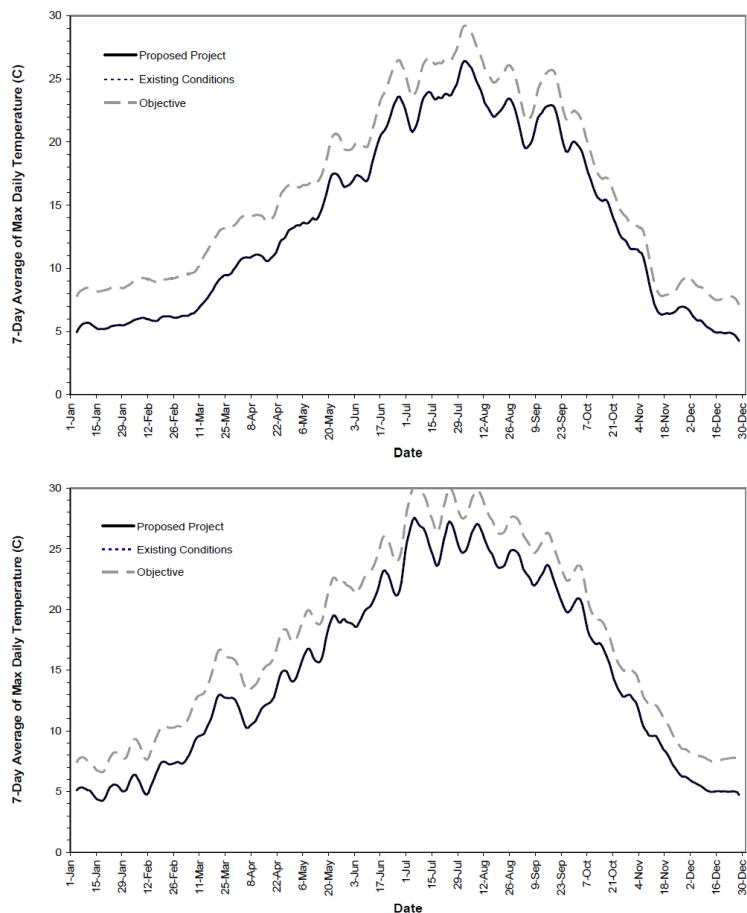 30
25
20
15
10
5
0
7-Day Average of Max Daily Temperature (C)
Proposed Project
Existing Conditions
Objective
1-Jan
15-Jan
29-Jan
12-Feb
26-Feb
11-Mar
25-Mar
8-Apr
22-Apr
6-May
20-May
3-Jun
17-Jun
1-Jul
15-Jul
29-Jul
12-Aug
26-Aug
9-Sep
23-Sep
7-Oct
21-Oct
4-Nov
18-Nov
2-Dec
16-Dec
30-Dec
Date
30
25
20
15
10
5
0
7-Day Average of Max Daily Temperature (C)
Proposed Project
Existing Conditions
Objective
1-Jan
15-Jan
29-Jan
12-Feb
26-Feb
11-Mar
25-Mar
8-Apr
22-Apr
6-May
20-May
3-Jun
17-Jun
1-Jul
15-Jul
29-Jul
12-Aug
26-Aug
9-Sep
23-Sep
7-Oct
21-Oct
4-Nov
18-Nov
2-Dec
16-Dec
30-Dec
Date